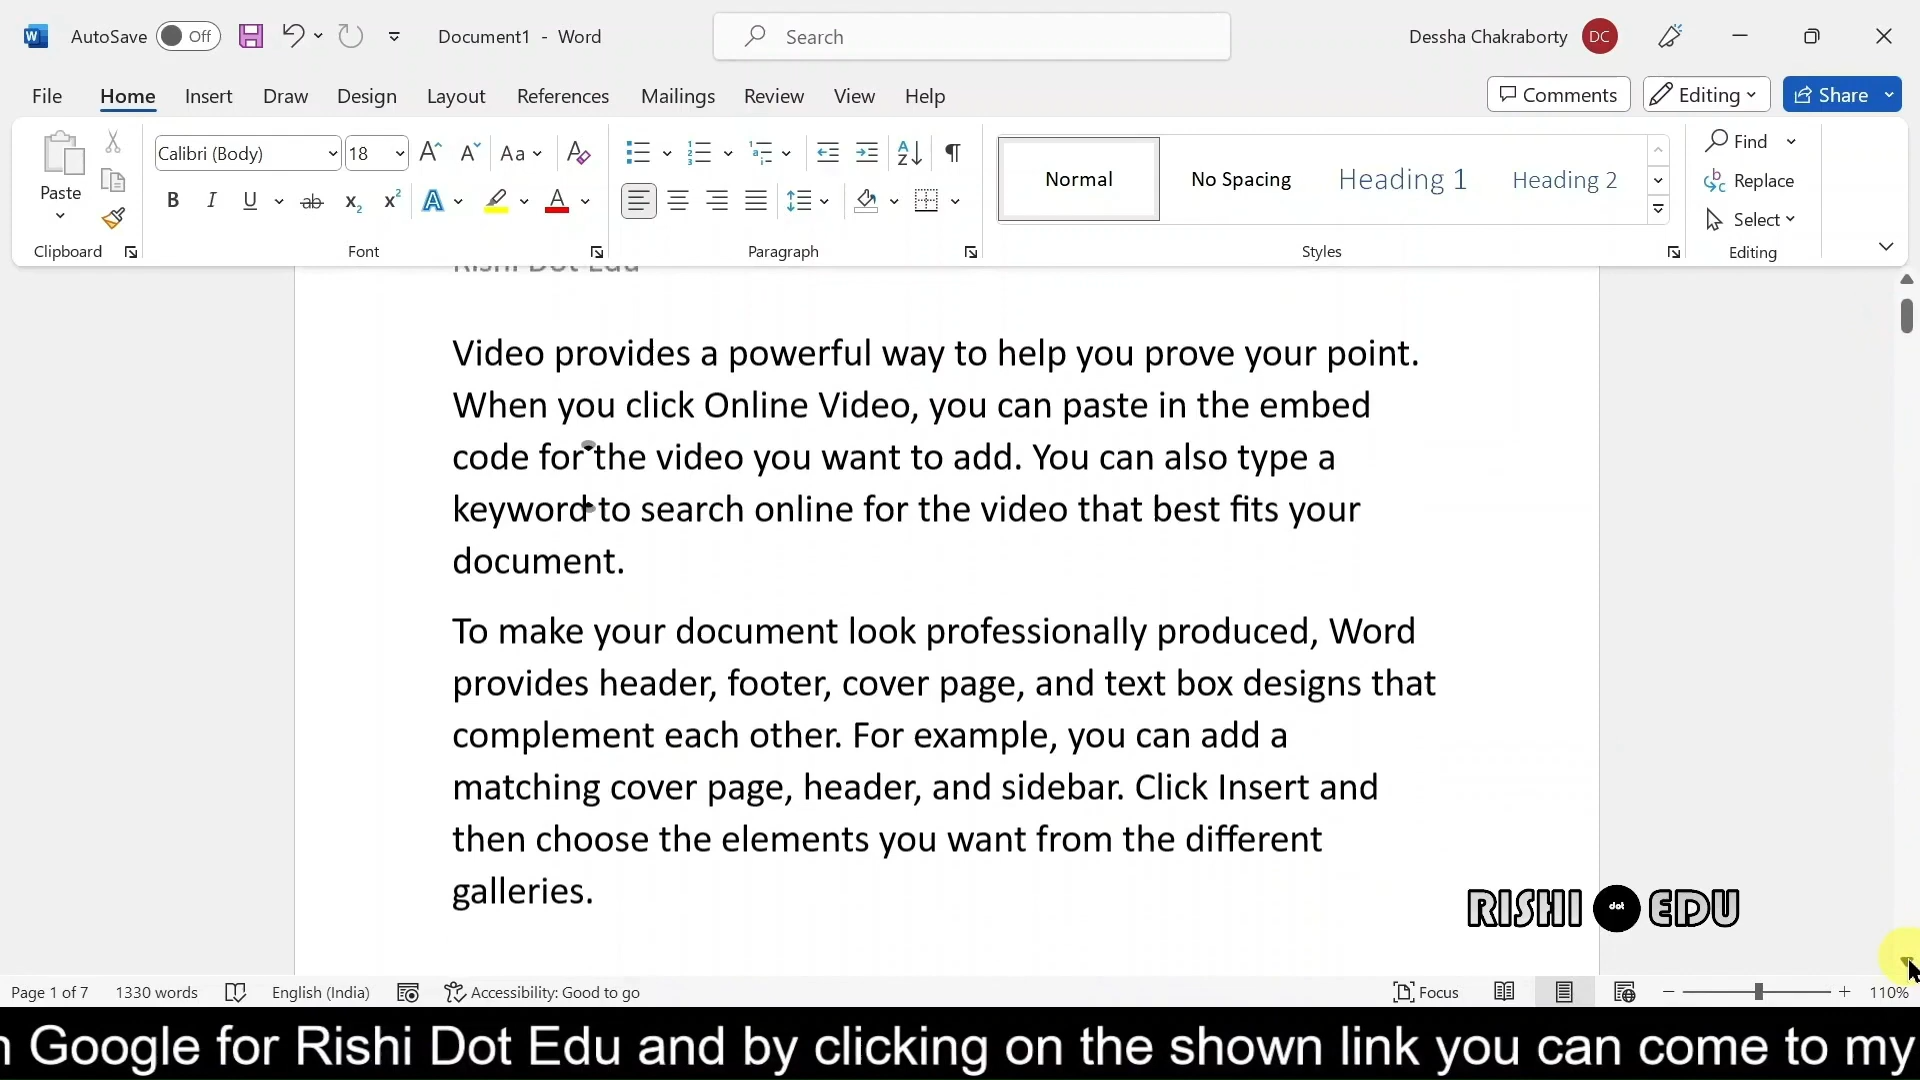 AutoSave Off Document1 - Word Search Dessha Chakraborty DC
File Home Insert Draw Design Layout References Mailings Review View Help Comments Editing Share
Paste Calibri (Body) 18 Aa Normal No Spacing Heading 1 Heading 2 Find
Replace
Select
Clipboard Font Paragraph Styles Editing
Rishi Dot Edu
Video provides a powerful way to help you prove your point.
When you click Online Video, you can paste in the embed
code for the video you want to add. You can also type a
keyword to search online for the video that best fits your
document.
To make your document look professionally produced, Word
provides header, footer, cover page, and text box designs that
complement each other. For example, you can add a
matching cover page, header, and sidebar. Click Insert and
then choose the elements you want from the different
galleries.
RISHI dot EDU
Page 1 of 7 1330 words English (India) Accessibility: Good to go Focus 110%
n Google for Rishi Dot Edu and by clicking on the shown link you can come to my